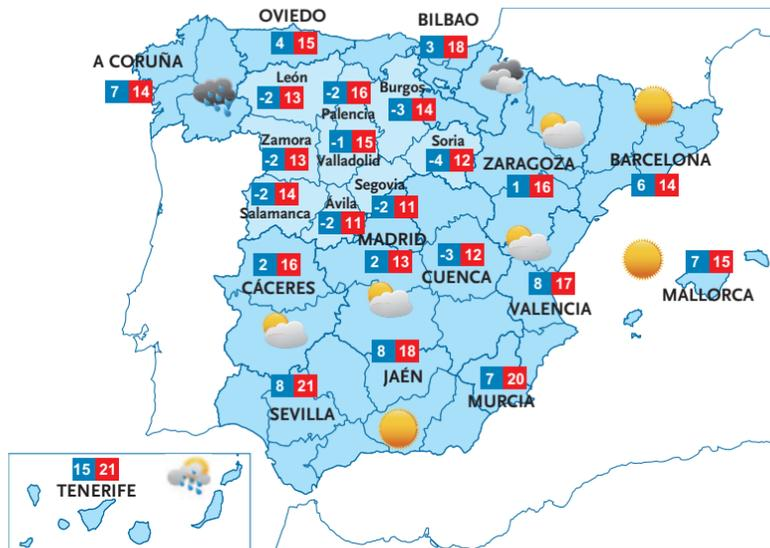 OVIEDO
4 15
BILBAO
3 18
A CORUÑA
7 14
León
-2 13
-2 16
Palencia
Burgos
-3 14
Zamora
-2 13
-1 15
Valladolid
Soria
-4 12
ZARAGOZA
1 16
BARCELONA
6 14
-2 14
Salamanca
Segovia
-2 11
Ávila
-2 11
MADRID
2 13
-3 12
CUENCA
2 16
CÁCERES
8 17
VALENCIA
7 15
MALLORCA
8 18
JAÉN
7 20
MURCIA
8 21
SEVILLA
15 21
TENERIFE